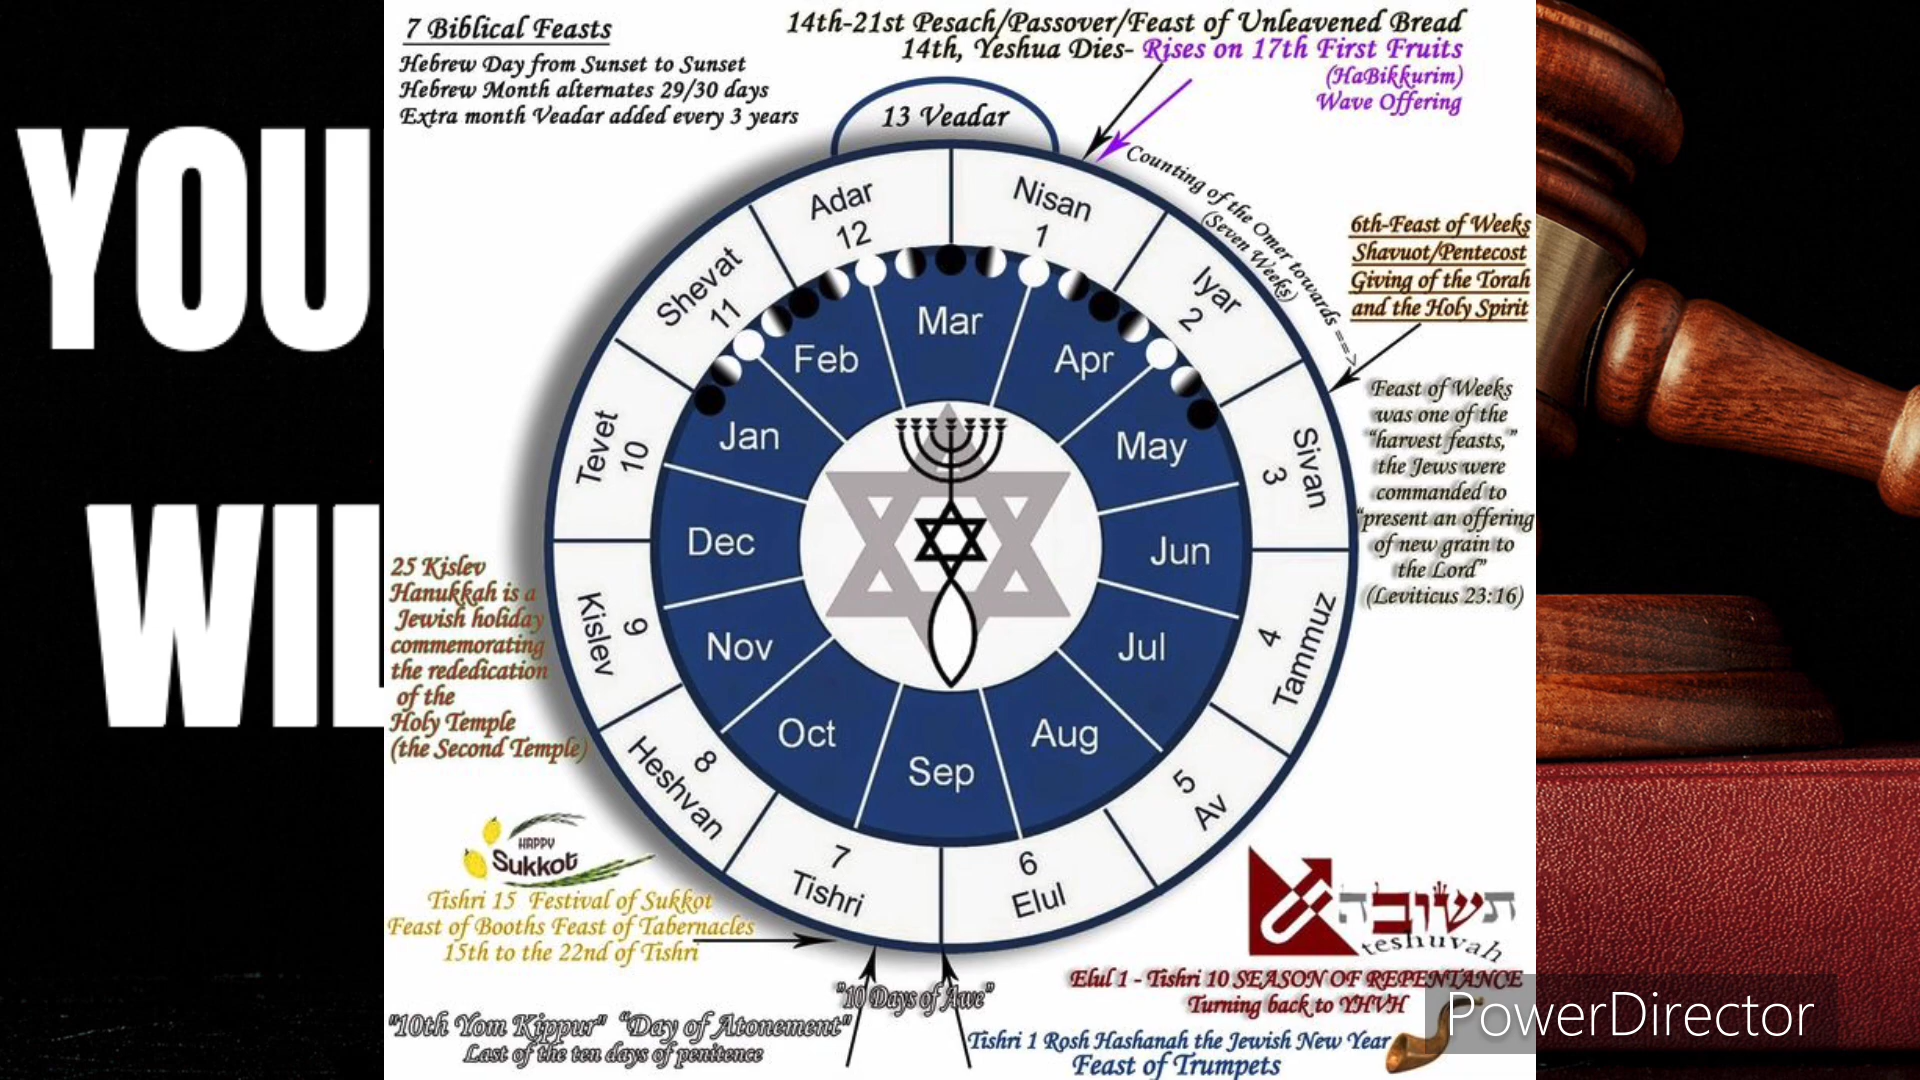 YOU
WIL
7 Biblical Feasts
Hebrew Day from Sunset to Sunset
Hebrew Month alternates 29/30 days
Extra month Veadar added every 3 years
14th-21st Pesach/Passover/Feast of Unleavened Bread
14th, Yeshua Dies- Rises on 17th First Fruits
(HaBikkurim)
Wave Offering
13 Veadar
Counting of the Omer towards ==>
(Seven Weeks)
6th-Feast of Weeks
Shavuot/Pentecost
Giving of the Torah
and the Holy Spirit
Feast of Weeks
was one of the
“harvest feasts,”
the Jews were
commanded to
“present an offering
of new grain to
the Lord”
(Leviticus 23:16)
Nisan
1
Iyar
2
Sivan
3
4
Tammuz
5
Av
6
Elul
7
Tishri
8
Heshvan
9
Kislev
Tevet
10
Shevat
11
Adar
12
Jan
Feb
Mar
Apr
May
Jun
Jul
Aug
Sep
Oct
Nov
Dec
25 Kislev
Hanukkah is a
Jewish holiday
commemorating
the rededication
of the
Holy Temple
(the Second Temple)
HAPPY
Sukkot
Tishri 15 Festival of Sukkot
Feast of Booths Feast of Tabernacles
15th to the 22nd of Tishri
"10 Days of Awe"
"10th Yom Kippur" “Day of Atonement"
Last of the ten days of penitence
תשובה
teshuvah
Elul 1 - Tishri 10 SEASON OF REPENTANCE
Turning back to YHVH
Tishri 1 Rosh Hashanah the Jewish New Year
Feast of Trumpets
PowerDirector